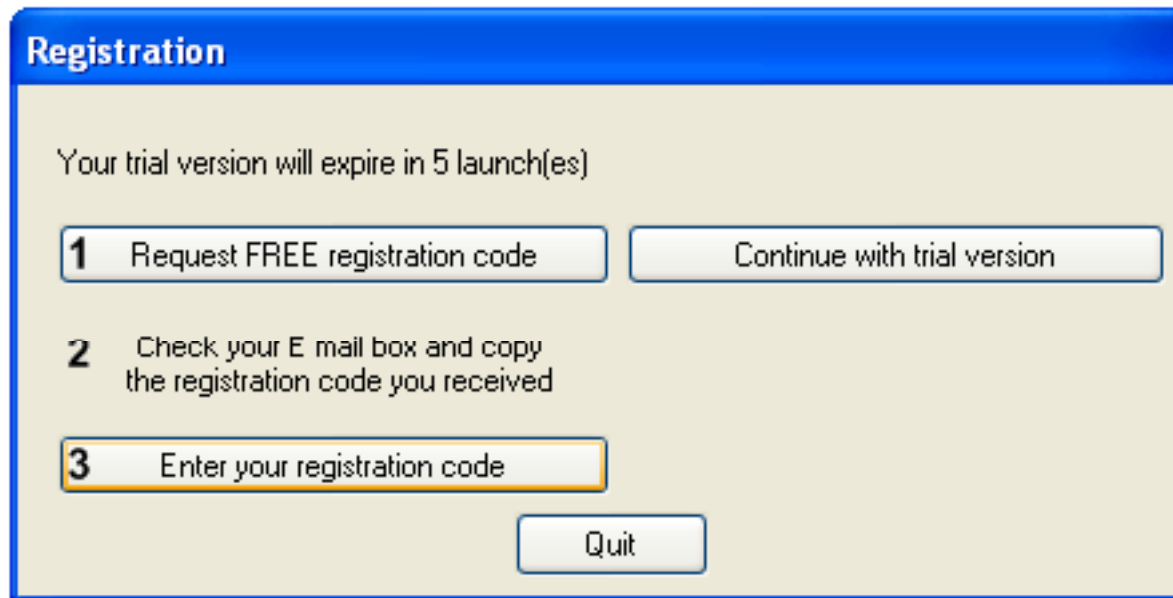 Registration
Your trial version will expire in 5 launch(es)
1 Request FREE registration code
Continue with trial version
2 Check your E mail box and copy
the registration code you received
3 Enter your registration code
Quit